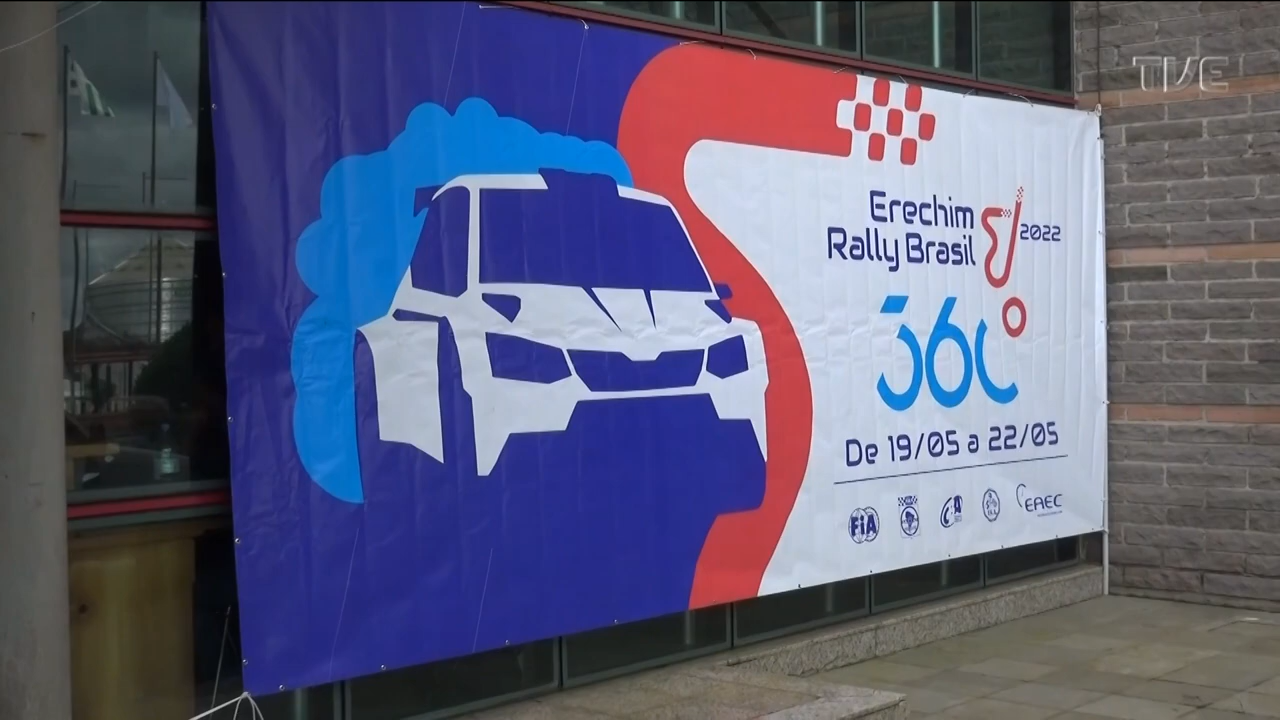 TVE
Erechim
Rally Brasil
2022
360°
De 19/05 a 22/05
FIA
EAEC